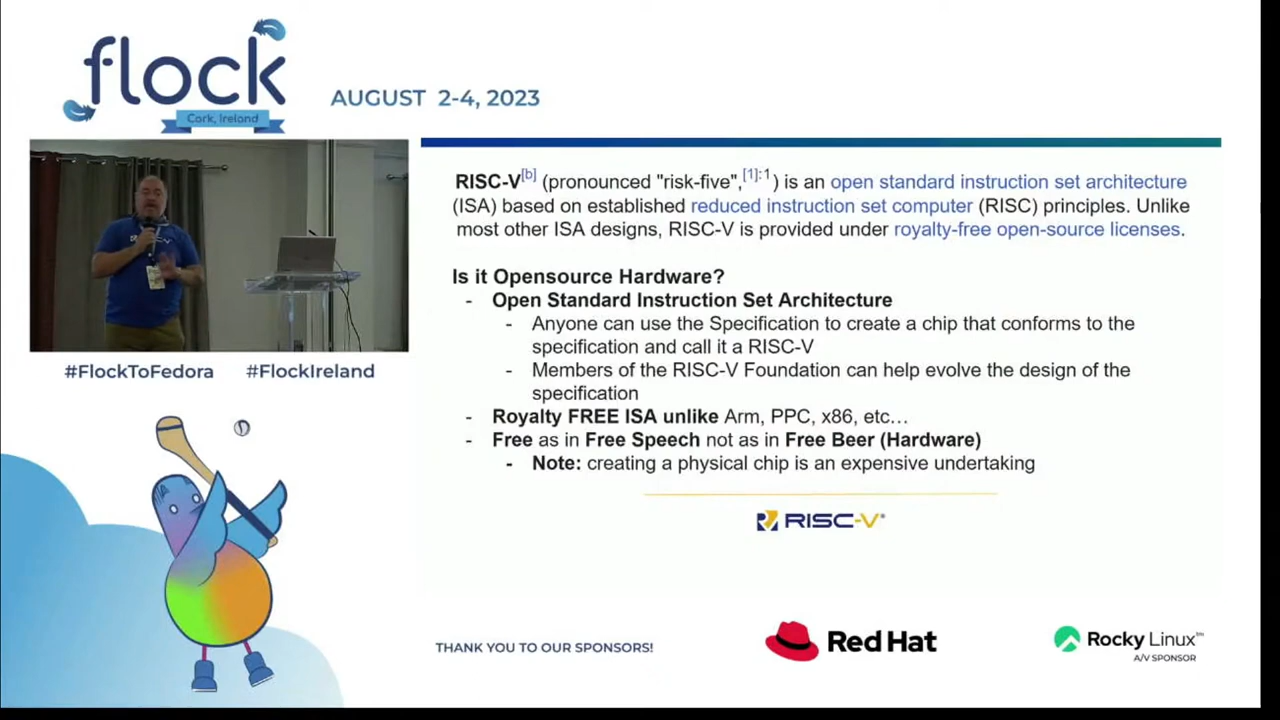 flock
Cork, Ireland
AUGUST 2-4, 2023
RISC-V[b] (pronounced "risk-five",[1]:1) is an open standard instruction set architecture
(ISA) based on established reduced instruction set computer (RISC) principles. Unlike
most other ISA designs, RISC-V is provided under royalty-free open-source licenses.
Is it Opensource Hardware?
- Open Standard Instruction Set Architecture
- Anyone can use the Specification to create a chip that conforms to the
specification and call it a RISC-V
- Members of the RISC-V Foundation can help evolve the design of the
specification
- Royalty FREE ISA unlike Arm, PPC, x86, etc…
- Free as in Free Speech not as in Free Beer (Hardware)
- Note: creating a physical chip is an expensive undertaking
RISC-V®
RISC-V
#FlockToFedora #FlockIreland
THANK YOU TO OUR SPONSORS!
Red Hat
Rocky Linux™
A/V SPONSOR